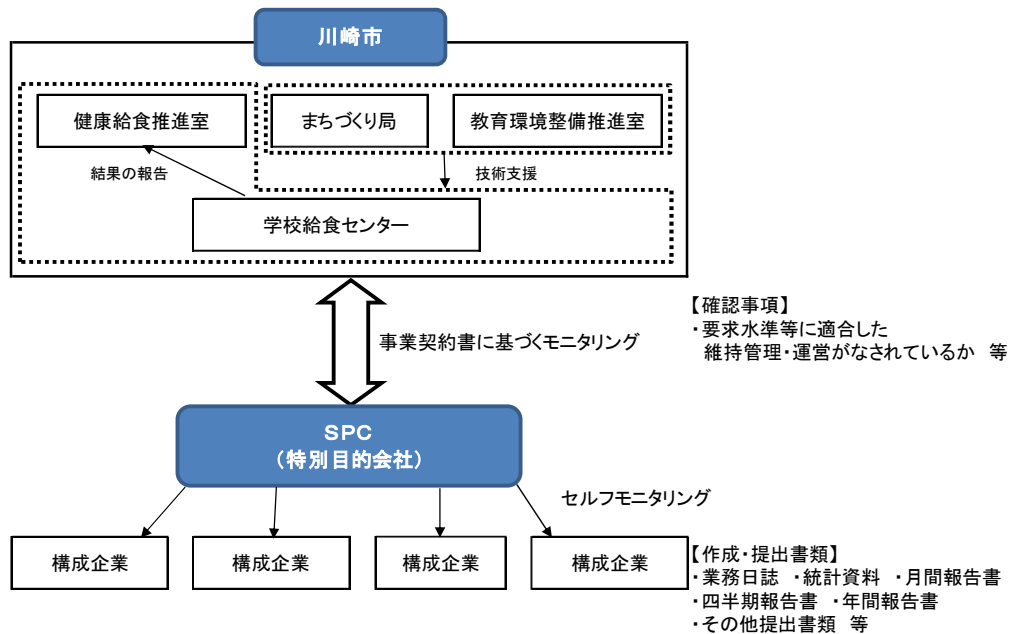 川崎市
健康給食推進室
まちづくり局
教育環境整備推進室
結果の報告
技術支援
学校給食センター
【確認事項】
・要求水準等に適合した
維持管理・運営がなされているか　等
事業契約書に基づくモニタリング
SPC
（特別目的会社）
セルフモニタリング
構成企業
構成企業
構成企業
構成企業
【作成・提出書類】
・業務日誌　・統計資料　・月間報告書
・四半期報告書　・年間報告書
・その他提出書類　等